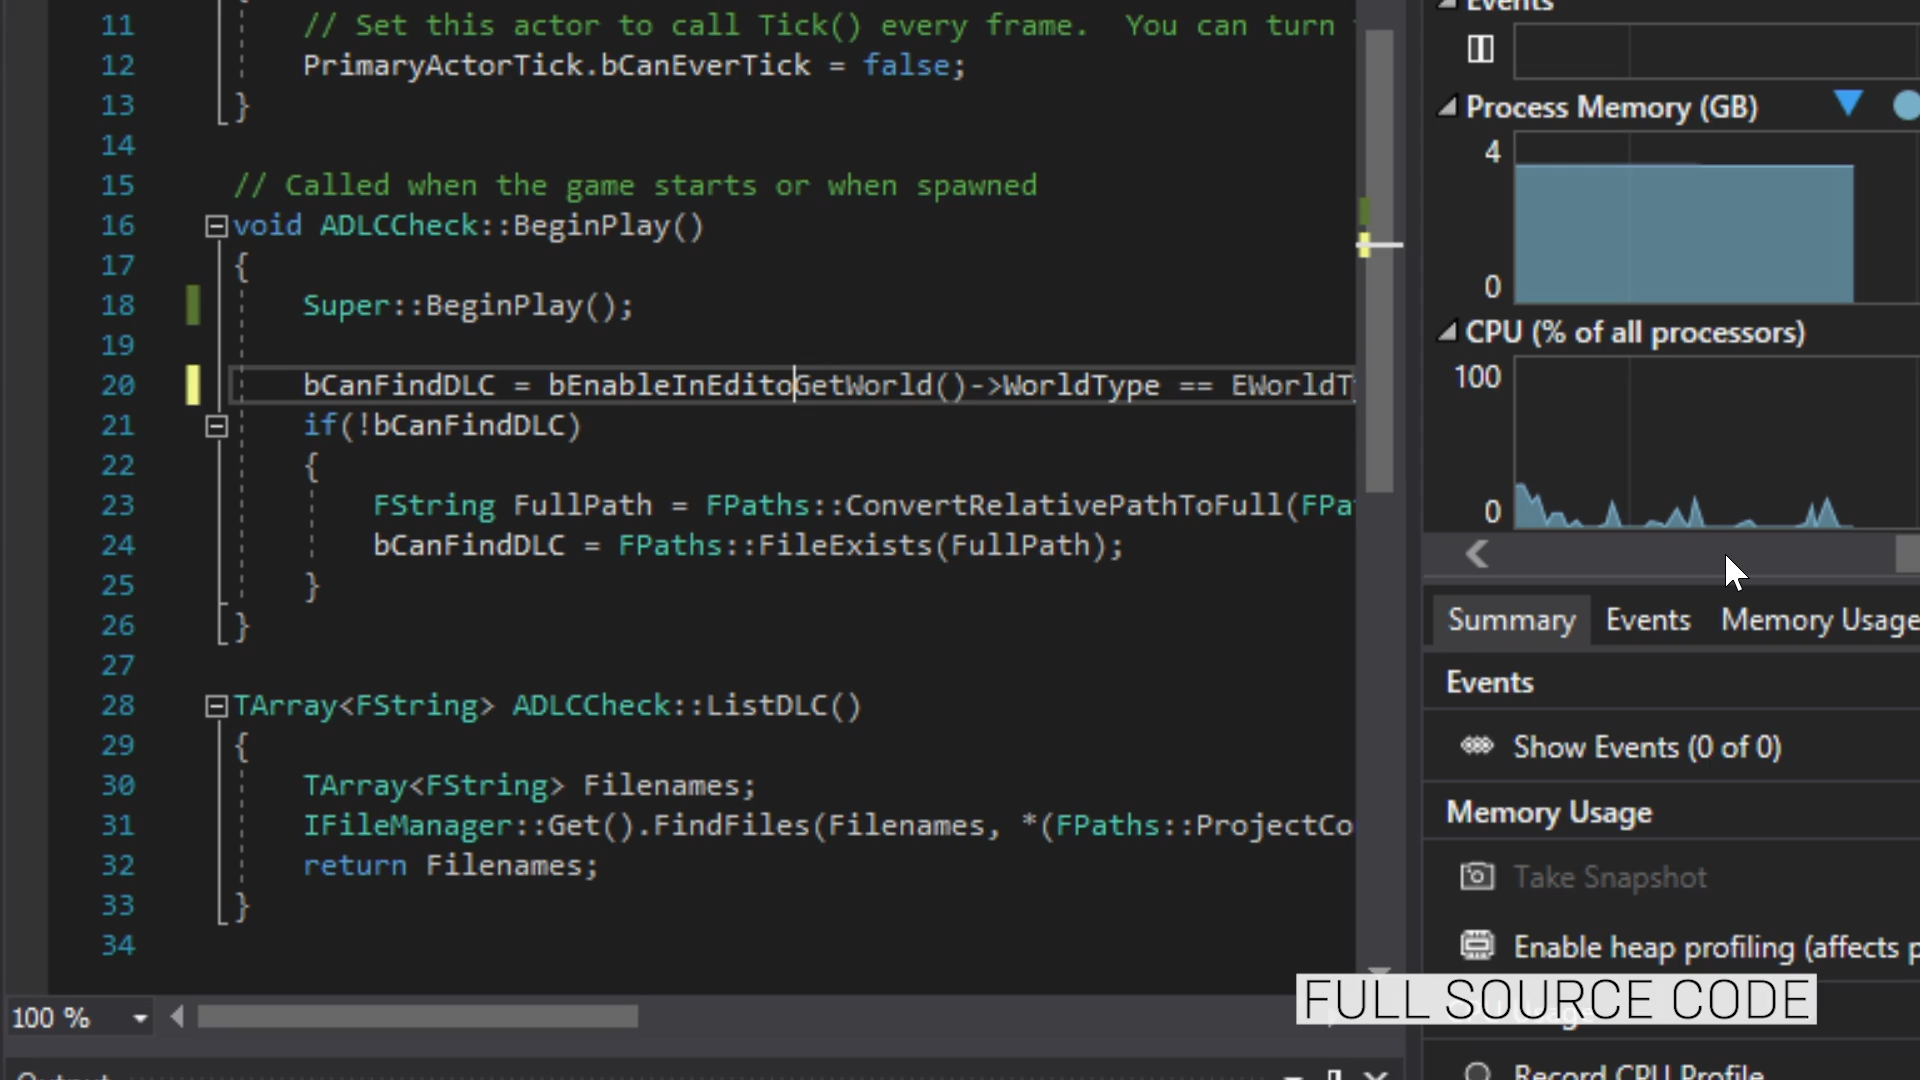 11 // Set this actor to call Tick() every frame.  You can turn
12 PrimaryActorTick.bCanEverTick = false;
13 }
14
15 // Called when the game starts or when spawned
16 void ADLCCheck::BeginPlay()
17 {
18 Super::BeginPlay();
19
20 bCanFindDLC = bEnableInEditoGetWorld()->WorldType == EWorldT
21 if(!bCanFindDLC)
22 {
23 FString FullPath = FPaths::ConvertRelativePathToFull(FPa
24 bCanFindDLC = FPaths::FileExists(FullPath);
25 }
26 }
27
28 TArray<FString> ADLCCheck::ListDLC()
29 {
30 TArray<FString> Filenames;
31 IFileManager::Get().FindFiles(Filenames, *(FPaths::ProjectCo
32 return Filenames;
33 }
34
100 %
Events
Process Memory (GB)
4
0
CPU (% of all processors)
100
0
Summary Events Memory Usage
Events
Show Events (0 of 0)
Memory Usage
Take Snapshot
Enable heap profiling (affects p
FULL SOURCE CODE
Record CPU Profile
Output